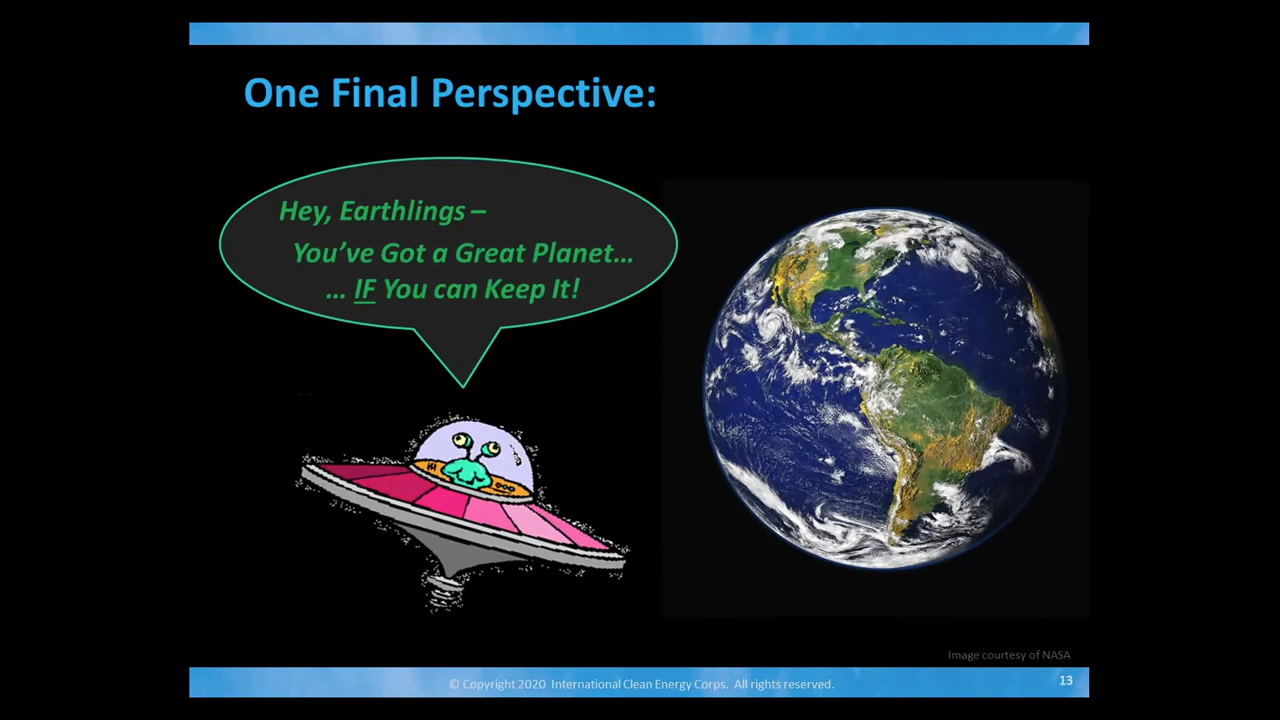 One Final Perspective:
Hey, Earthlings –
You've Got a Great Planet…
… IF You can Keep It!
Image courtesy of NASA
© Copyright 2020 International Clean Energy Corps. All rights reserved.
13